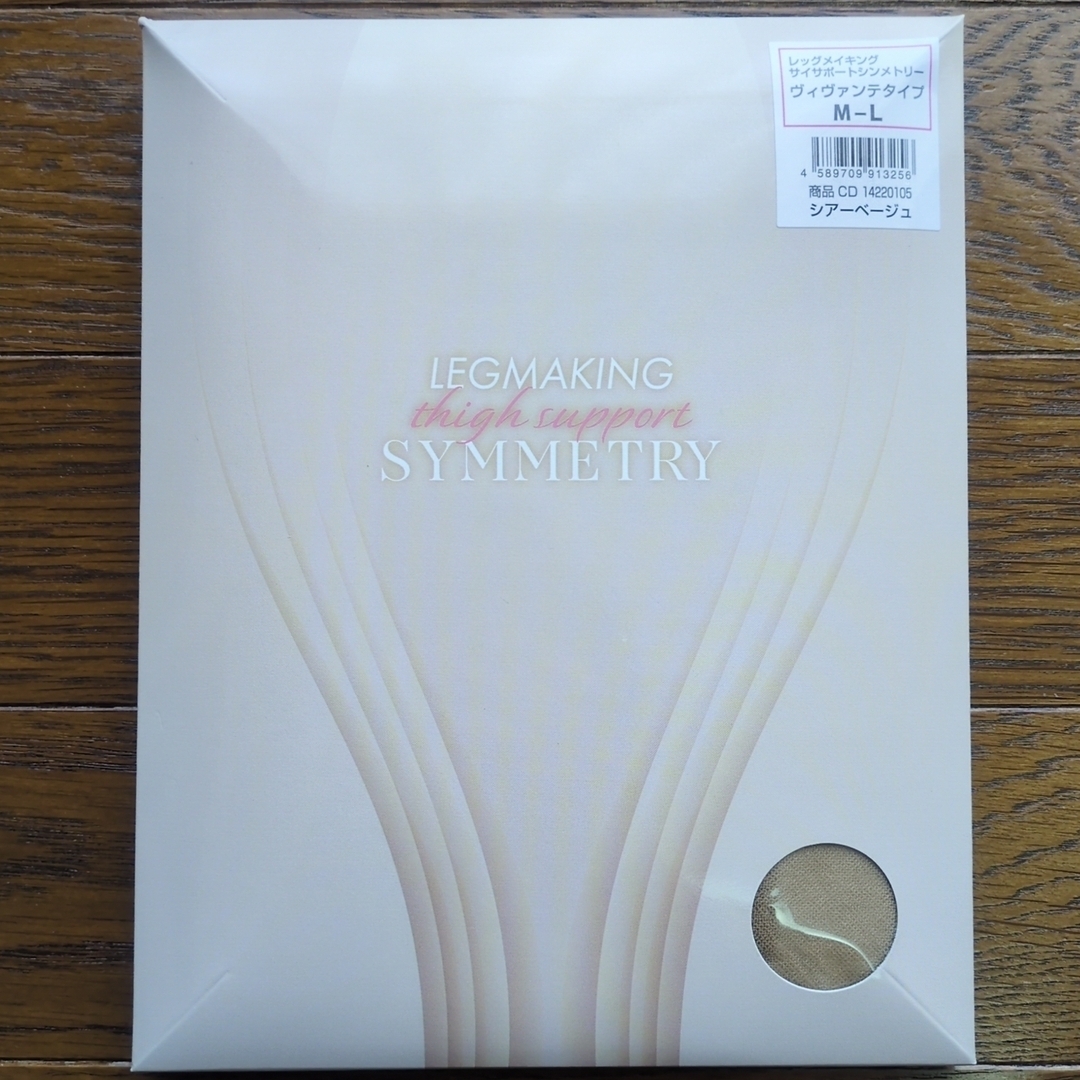 レッグメイキング
サイサポートシンメトリー
ヴィヴァンテタイプ
M-L
4 589709 913256
商品 CD 14220105
シアーベージュ
LEGMAKING
thigh support
SYMMETRY